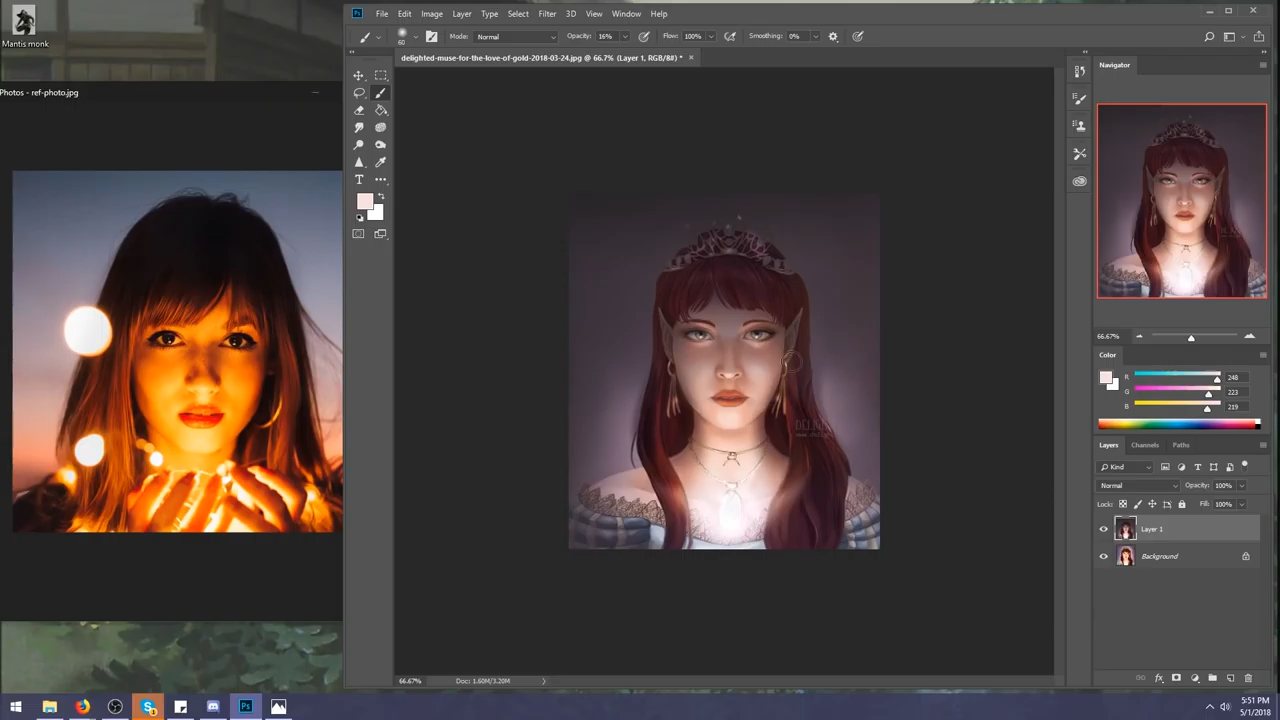 Mantis monk
Photos - ref-photo.jpg
Ps File Edit Image Layer Type Select Filter 3D View Window Help
60 Mode: Normal Opacity: 16% Flow: 100% Smoothing: 0%
delighted-muse-for-the-love-of-gold-2018-03-24.jpg @ 66.7% (Layer 1, RGB/8#) *
Navigator
66.67%
Color
R 248
G 223
B 219
Layers Channels Paths
Kind
Normal Opacity: 100%
Lock: Fill: 100%
Layer 1
Background
66.67% Doc: 1.60M/3.20M
Ps
5:51 PM
5/1/2018